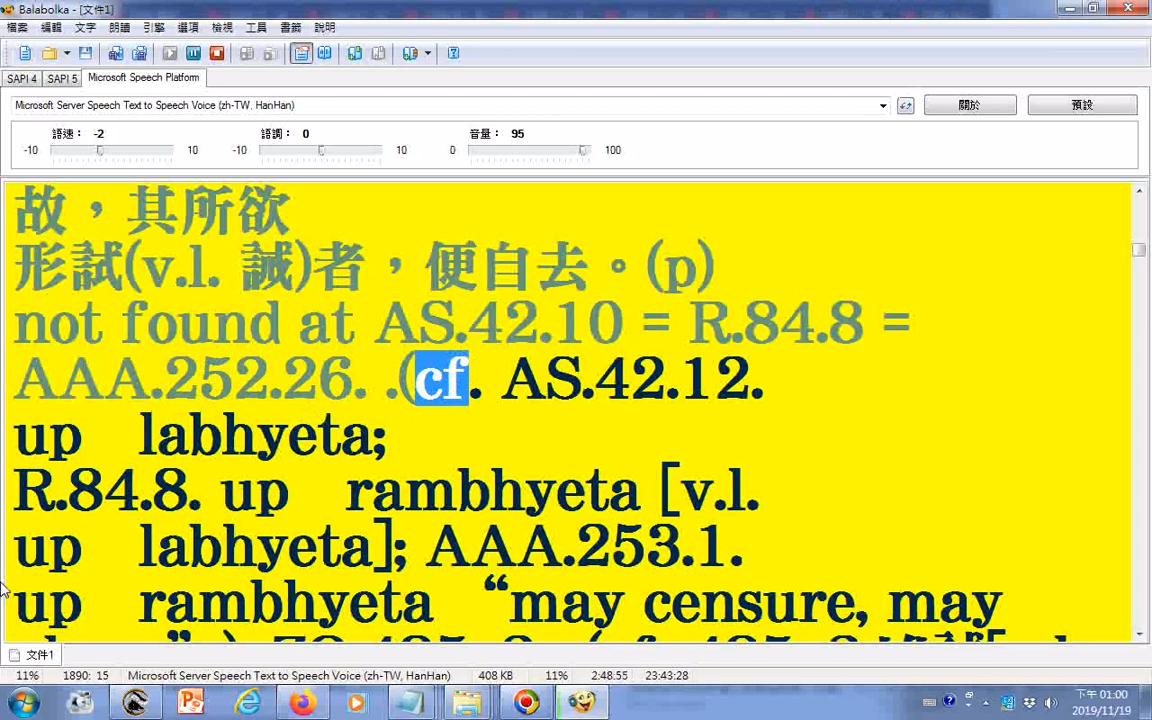 Balabolka - [文件1]
檔案 編輯 文字 朗讀 引擎 選項 檢視 工具 書籤 說明
SAPI 4 SAPI 5 Microsoft Speech Platform
Microsoft Server Speech Text to Speech Voice (zh-TW, HanHan) 關於 預設
語速： -2 語調： 0 音量： 95
-10 10 -10 10 0 100
故，其所欲
形試(v.l. 誠)者，便自去。(p)
not found at AS.42.10 = R.84.8 =
AAA.252.26. .(cf. AS.42.12.
up labhyeta;
R.84.8. up rambhyeta [v.l.
up labhyeta]; AAA.253.1.
up rambhyeta “may censure, may
文件1
11% 1890: 15 Microsoft Server Speech Text to Speech Voice (zh-TW, HanHan) 408 KB 11% 2:48:55 23:43:28
下午 01:00
2019/11/19